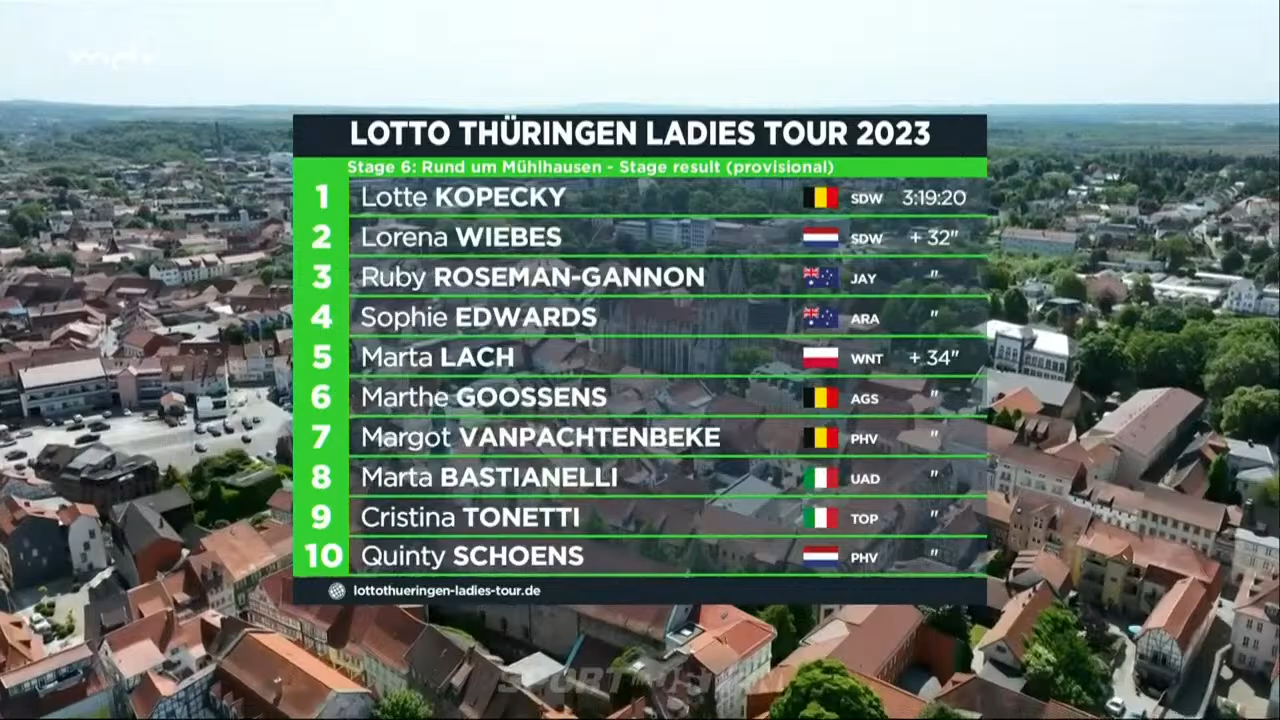 LOTTO THÜRINGEN LADIES TOUR 2023
Stage 6: Rund um Mühlhausen - Stage result (provisional)
1 Lotte KOPECKY SDW 3:19:20
2 Lorena WIEBES SDW + 32"
3 Ruby ROSEMAN-GANNON JAY "
4 Sophie EDWARDS ARA "
5 Marta LACH WNT + 34"
6 Marthe GOOSSENS AGS "
7 Margot VANPACHTENBEKE PHV "
8 Marta BASTIANELLI UAD "
9 Cristina TONETTI TOP "
10 Quinty SCHOENS PHV "
lottothueringen-ladies-tour.de